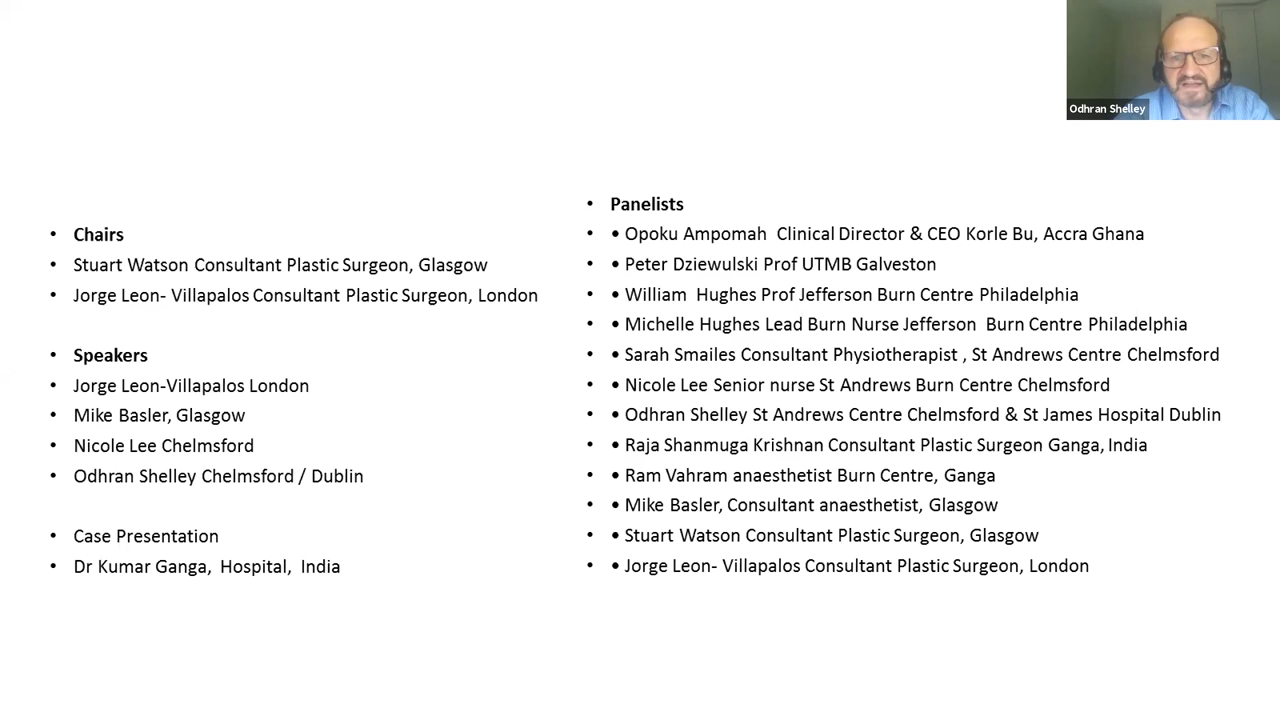 Odhran Shelley
• Chairs
• Stuart Watson Consultant Plastic Surgeon, Glasgow
• Jorge Leon- Villapalos Consultant Plastic Surgeon, London
• Speakers
• Jorge Leon-Villapalos London
• Mike Basler, Glasgow
• Nicole Lee Chelmsford
• Odhran Shelley Chelmsford / Dublin
• Case Presentation
• Dr Kumar Ganga, Hospital, India
• Panelists
• • Opoku Ampomah Clinical Director & CEO Korle Bu, Accra Ghana
• • Peter Dziewulski Prof UTMB Galveston
• • William Hughes Prof Jefferson Burn Centre Philadelphia
• • Michelle Hughes Lead Burn Nurse Jefferson Burn Centre Philadelphia
• • Sarah Smailes Consultant Physiotherapist , St Andrews Centre Chelmsford
• • Nicole Lee Senior nurse St Andrews Burn Centre Chelmsford
• • Odhran Shelley St Andrews Centre Chelmsford & St James Hospital Dublin
• • Raja Shanmuga Krishnan Consultant Plastic Surgeon Ganga, India
• • Ram Vahram anaesthetist Burn Centre, Ganga
• • Mike Basler, Consultant anaesthetist, Glasgow
• • Stuart Watson Consultant Plastic Surgeon, Glasgow
• • Jorge Leon- Villapalos Consultant Plastic Surgeon, London